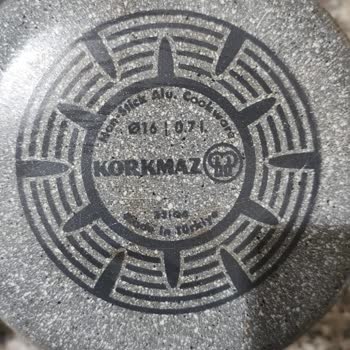 Non-Stick Alu. Cookware
Ø16 | 0.7 l.
KORKMAZ
Made in Türkiye